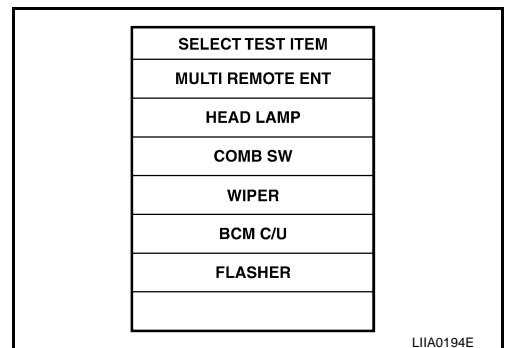 SELECT TEST ITEM
MULTI REMOTE ENT
HEAD LAMP
COMB SW
WIPER
BCM C/U
FLASHER
LIIA0194E